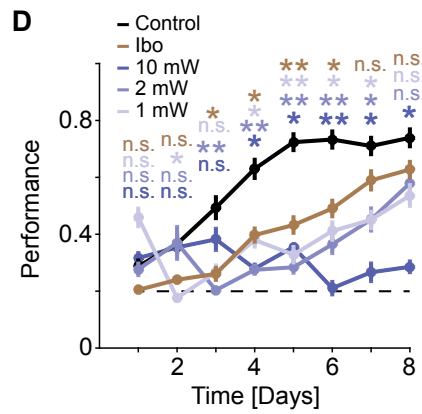 D
Control
Ibo
10 mW
2 mW
1 mW
n.s. n.s. * * ** * n.s. n.s.
n.s. * n.s. * ** * * n.s.
n.s. n.s. ** ** ** ** * n.s.
n.s. n.s. n.s. * * ** * *
0.8
0.4
0
Performance
2 4 6 8
Time [Days]